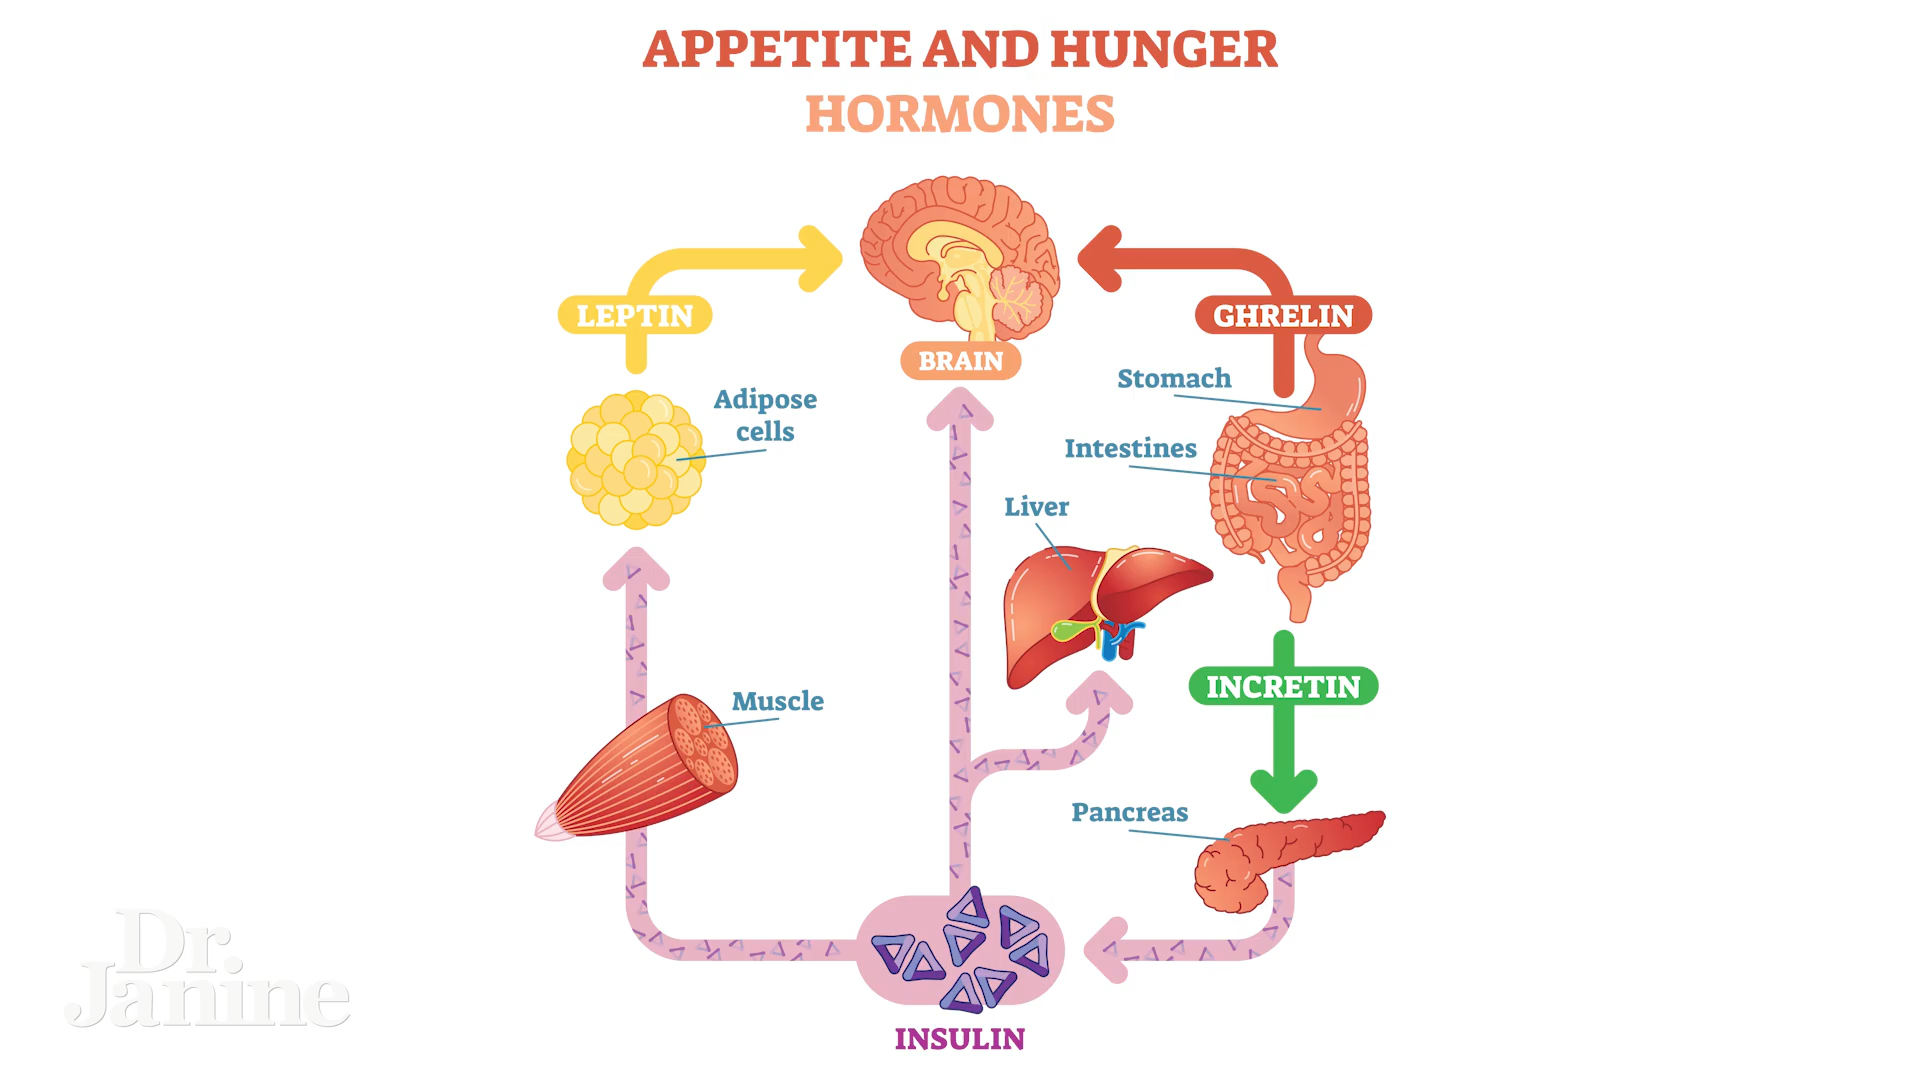 APPETITE AND HUNGER
HORMONES
LEPTIN
GHRELIN
BRAIN
Stomach
Adipose
cells
Intestines
Liver
INCRETIN
Muscle
Pancreas
INSULIN
Dr.
Janine